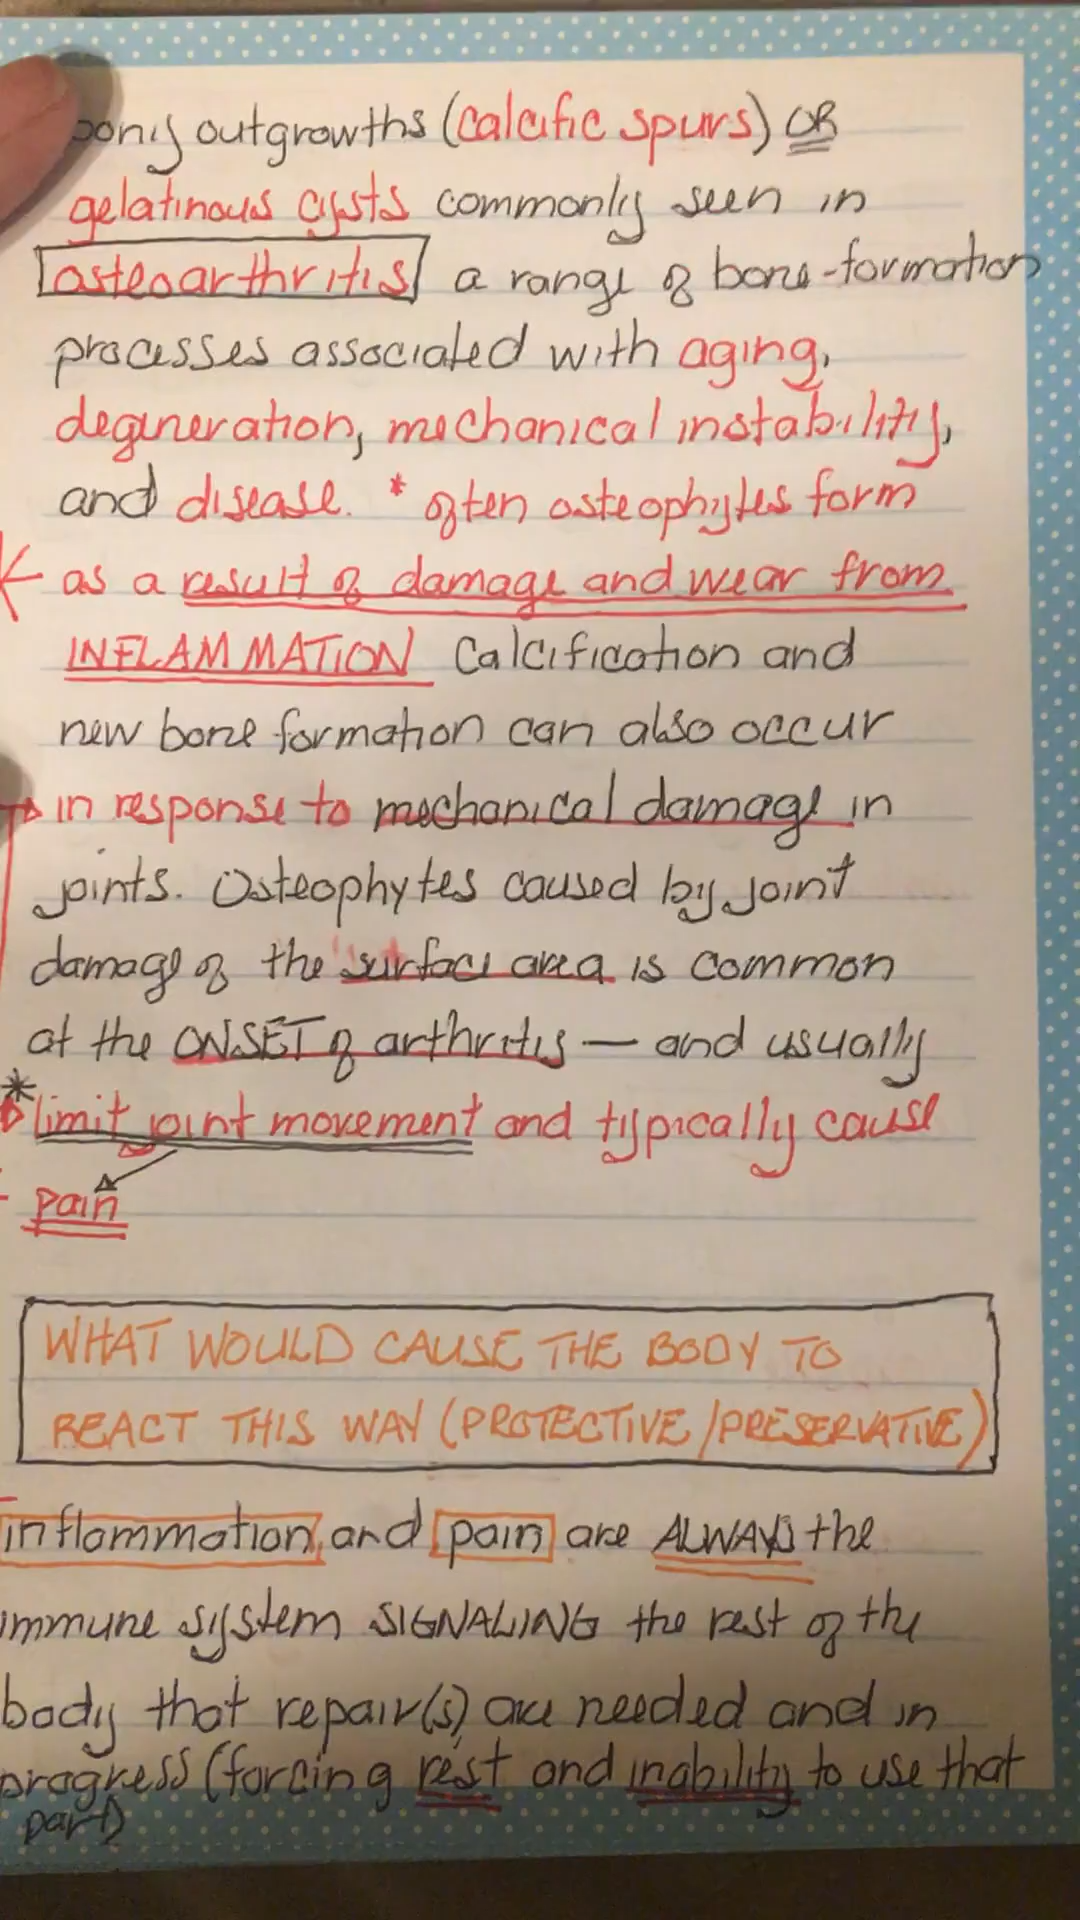 bony outgrowths (calcific spurs) OR
gelatinous cysts commonly seen in
osteoarthritis a range of bone-formation
processes associated with aging,
degeneration, mechanical instability,
and disease. * often osteophytes form
as a result of damage and wear from
INFLAMMATION Calcification and
new bone formation can also occur
in response to mechanical damage in
joints. Osteophytes caused by joint
damage of the surface area is common
at the ONSET of arthritis — and usually
* limit joint movement and typically cause
pain
WHAT WOULD CAUSE THE BODY TO
REACT THIS WAY (PROTECTIVE/PRESERVATIVE)
inflammation and pain are ALWAYS the
immune system SIGNALING the rest of the
body that repair(s) are needed and in
progress (forcing rest and inability to use that
part)